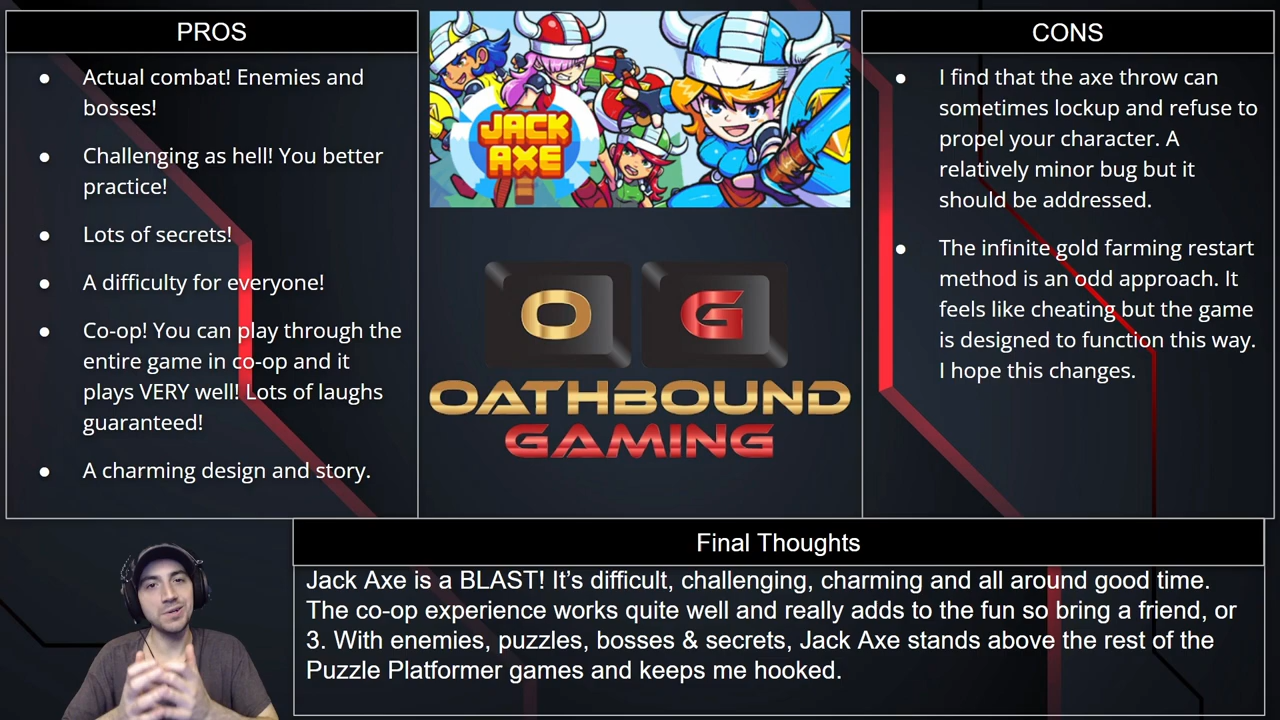 PROS
● Actual combat! Enemies and
bosses!
● Challenging as hell! You better
practice!
● Lots of secrets!
● A difficulty for everyone!
● Co-op! You can play through the
entire game in co-op and it
plays VERY well! Lots of laughs
guaranteed!
● A charming design and story.
JACK
AXE
O G
OATHBOUND
GAMING
CONS
● I find that the axe throw can
sometimes lockup and refuse to
propel your character. A
relatively minor bug but it
should be addressed.
● The infinite gold farming restart
method is an odd approach. It
feels like cheating but the game
is designed to function this way.
I hope this changes.
Final Thoughts
Jack Axe is a BLAST! It’s difficult, challenging, charming and all around good time.
The co-op experience works quite well and really adds to the fun so bring a friend, or
3. With enemies, puzzles, bosses & secrets, Jack Axe stands above the rest of the
Puzzle Platformer games and keeps me hooked.